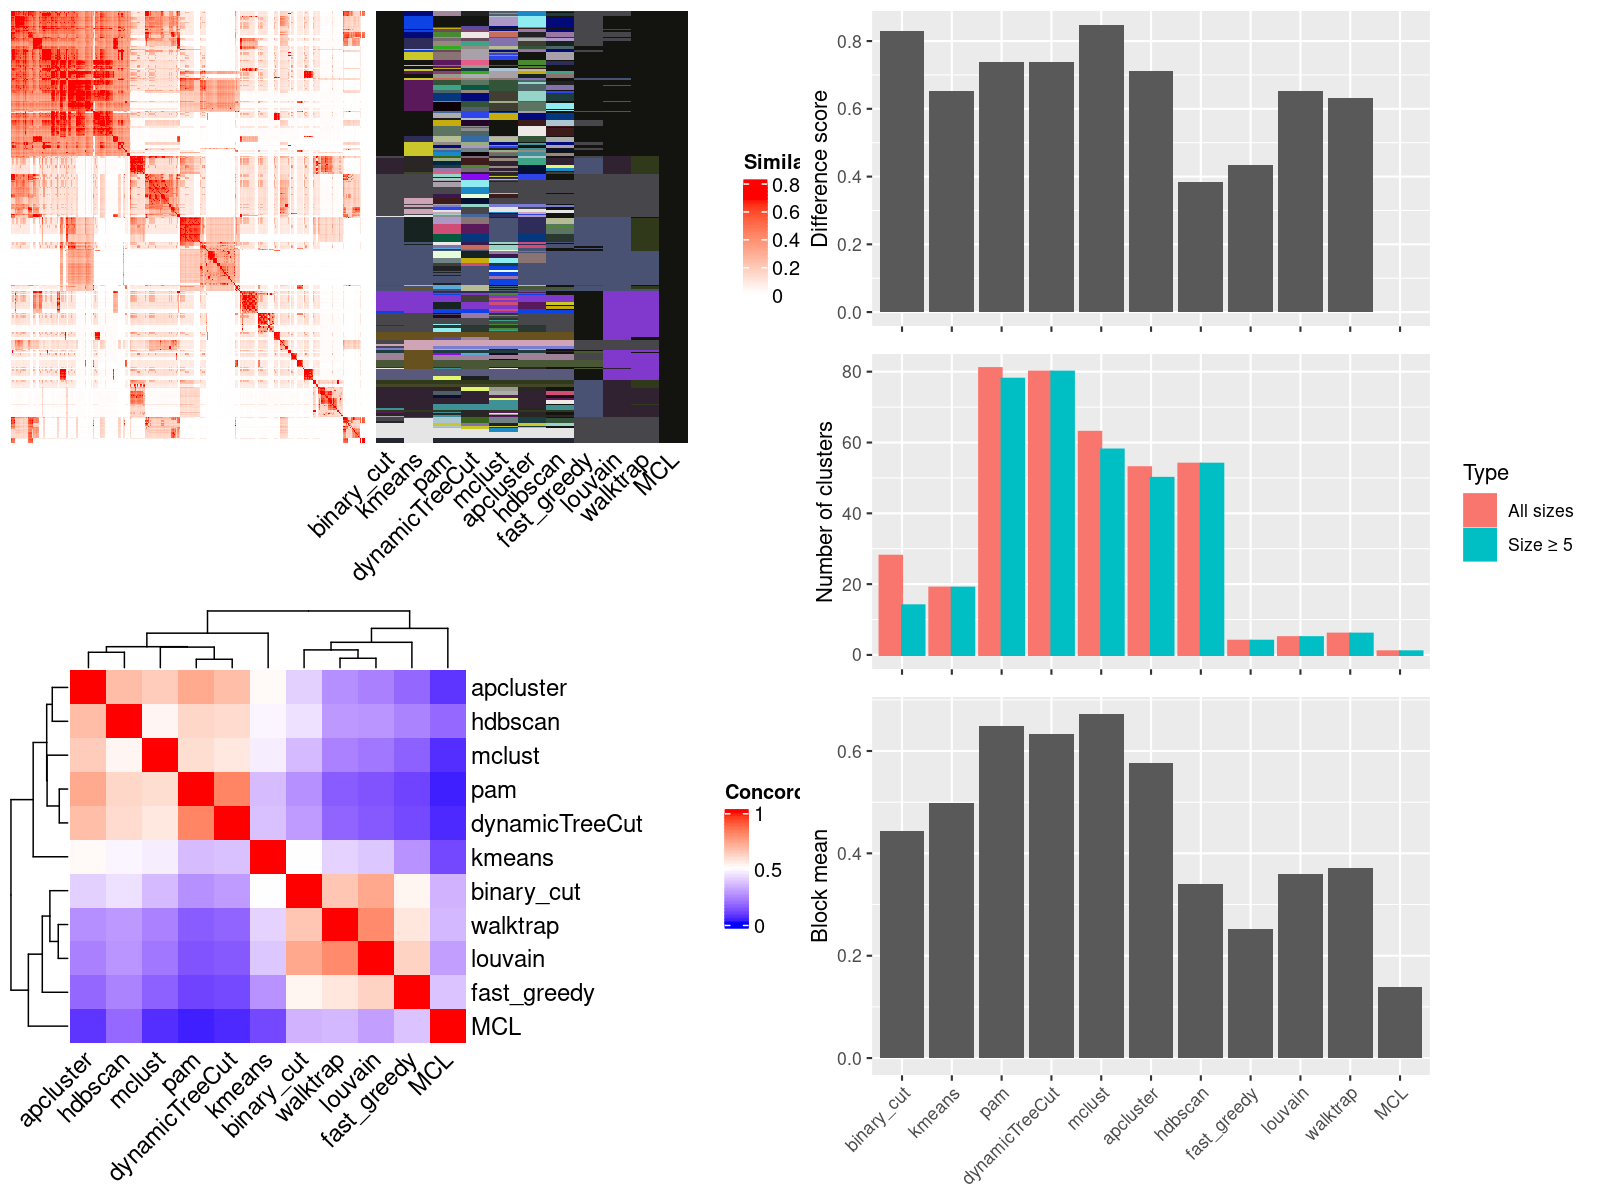 Simila
0.8
0.6
0.4
0.2
0
binary_cut
kmeans
pam
dynamicTreeCut
mclust
apcluster
hdbscan
fast_greedy
louvain
walktrap
MCL
apcluster
hdbscan
mclust
pam
dynamicTreeCut
kmeans
binary_cut
walktrap
louvain
fast_greedy
MCL
apcluster
hdbscan
mclust
pam
dynamicTreeCut
kmeans
binary_cut
walktrap
louvain
fast_greedy
MCL
Concord
1
0.5
0
Difference score
0.8
0.6
0.4
0.2
0.0
Number of clusters
80
60
40
20
0
Type
All sizes
Size ≥ 5
Block mean
0.6
0.4
0.2
0.0
binary_cut
kmeans
pam
dynamicTreeCut
mclust
apcluster
hdbscan
fast_greedy
louvain
walktrap
MCL